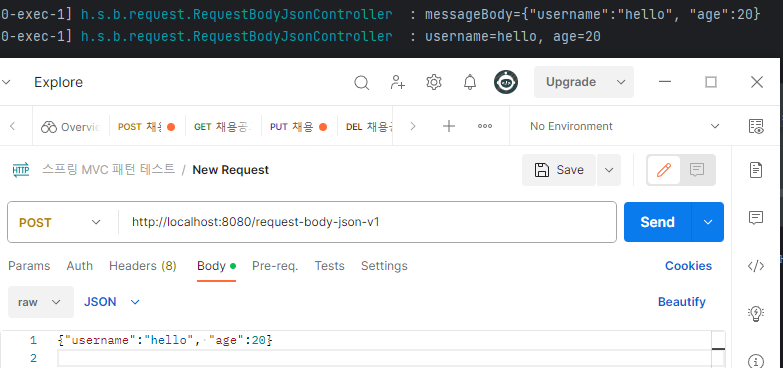 0-exec-1] h.s.b.request.RequestBodyJsonController : messageBody={"username":"hello", "age":20}
0-exec-1] h.s.b.request.RequestBodyJsonController : username=hello, age=20
Explore Upgrade
Overvie POST 채용 GET 채용공 PUT 채용 DEL 채용공 No Environment
HTTP 스프링 MVC 패턴 테스트 / New Request Save
POST http://localhost:8080/request-body-json-v1 Send
Params Auth Headers (8) Body Pre-req. Tests Settings Cookies
raw JSON Beautify
1 {"username":"hello", "age":20}
2